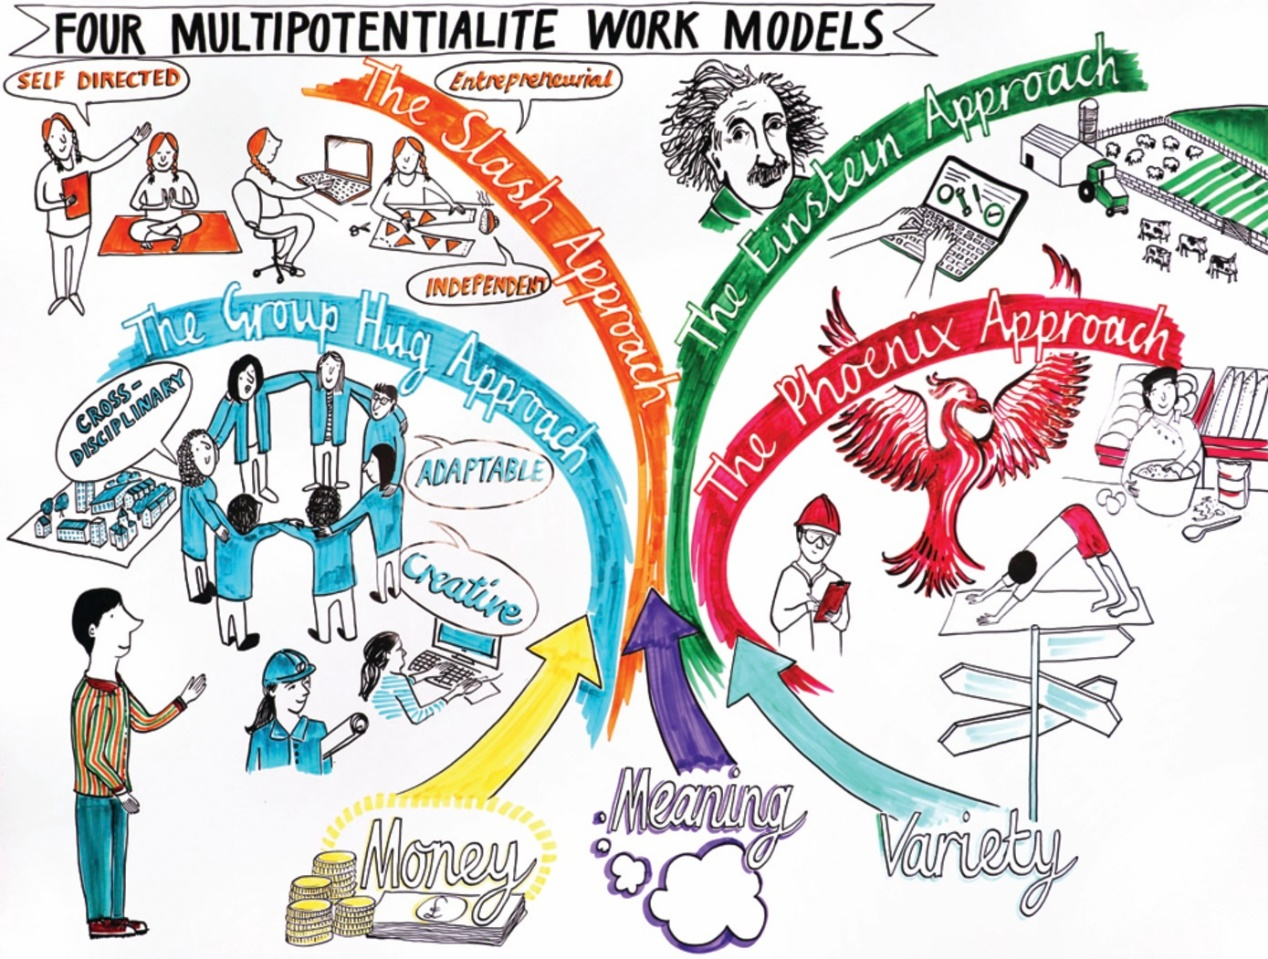 FOUR MULTIPOTENTIALITE WORK MODELS
SELF DIRECTED
Entrepreneurial
The Slash Approach
INDEPENDENT
The Einstein Approach
The Group Hug Approach
CROSS-
DISCIPLINARY
ADAPTABLE
Creative
The Phoenix Approach
Money
£
Meaning
Variety